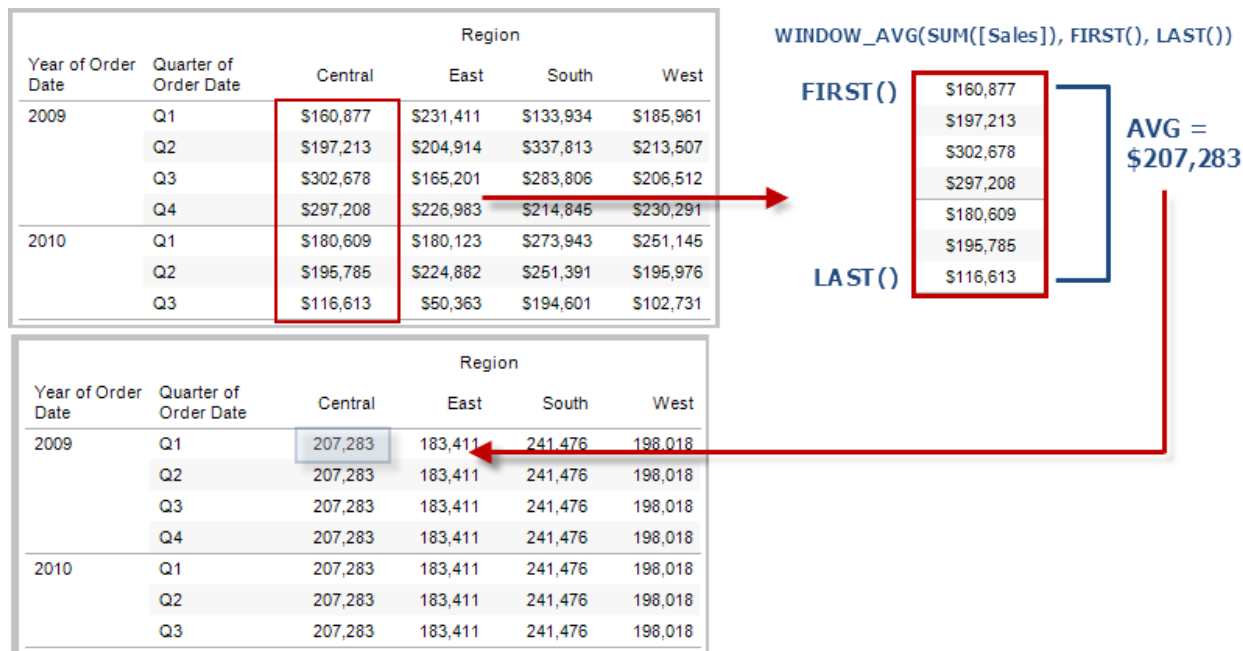 Region
Year of Order Date Quarter of Order Date Central East South West
2009 Q1 $160,877 $231,411 $133,934 $185,961
Q2 $197,213 $204,914 $337,813 $213,507
Q3 $302,678 $165,201 $283,806 $206,512
Q4 $297,208 $226,983 $214,845 $230,291
2010 Q1 $180,609 $180,123 $273,943 $251,145
Q2 $195,785 $224,882 $251,391 $195,976
Q3 $116,613 $50,363 $194,601 $102,731
WINDOW_AVG(SUM([Sales]), FIRST(), LAST())
FIRST() $160,877
$197,213
$302,678
$297,208
$180,609
$195,785
LAST() $116,613
AVG =
$207,283
Region
Year of Order Date Quarter of Order Date Central East South West
2009 Q1 207,283 183,411 241,476 198,018
Q2 207,283 183,411 241,476 198,018
Q3 207,283 183,411 241,476 198,018
Q4 207,283 183,411 241,476 198,018
2010 Q1 207,283 183,411 241,476 198,018
Q2 207,283 183,411 241,476 198,018
Q3 207,283 183,411 241,476 198,018